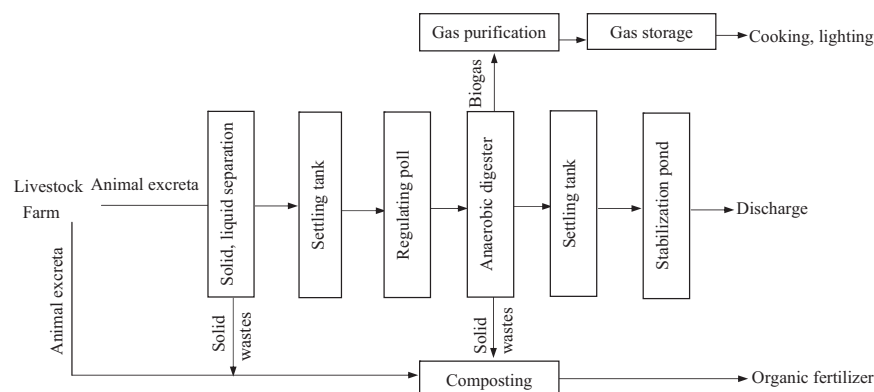 Gas purification
Gas storage
Cooking, lighting
Biogas
Solid, liquid separation
Settling tank
Regulating poll
Anaerobic digester
Settling tank
Stabilization pond
Livestock
Farm
Animal excreta
Discharge
Animal excreta
Solid
wastes
Solid
wastes
Composting
Organic fertilizer